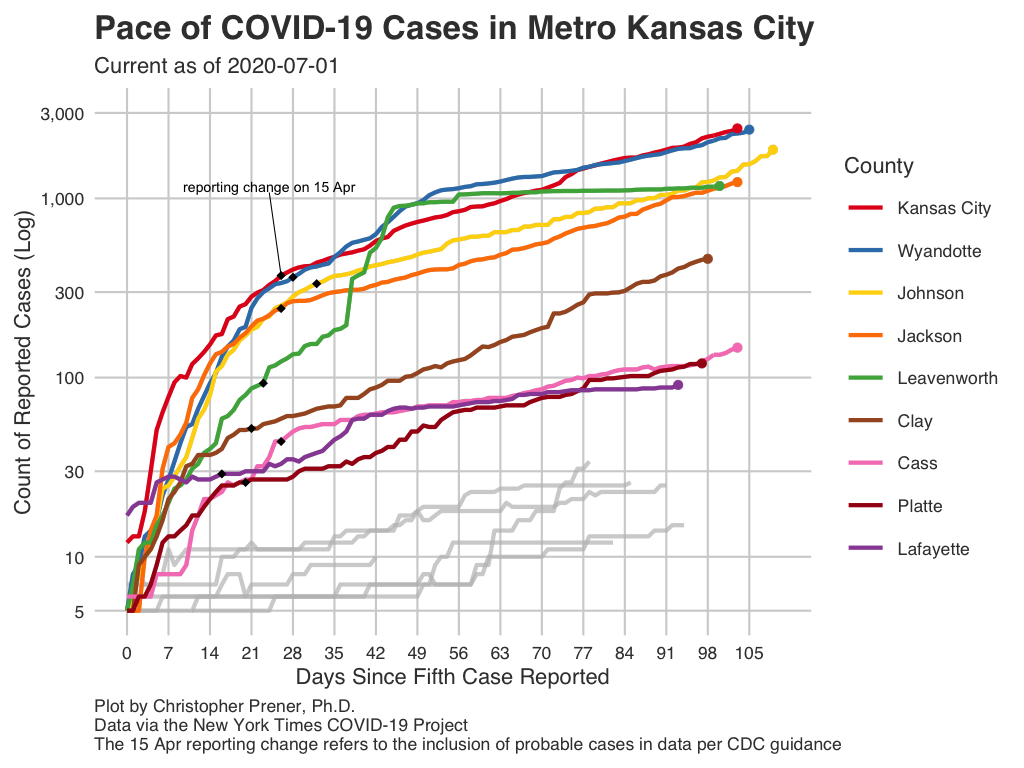 Pace of COVID-19 Cases in Metro Kansas City
Current as of 2020-07-01
3,000
1,000
300
100
30
10
5
Count of Reported Cases (Log)
reporting change on 15 Apr
0 7 14 21 28 35 42 49 56 63 70 77 84 91 98 105
Days Since Fifth Case Reported
County
Kansas City
Wyandotte
Johnson
Jackson
Leavenworth
Clay
Cass
Platte
Lafayette
Plot by Christopher Prener, Ph.D.
Data via the New York Times COVID-19 Project
The 15 Apr reporting change refers to the inclusion of probable cases in data per CDC guidance